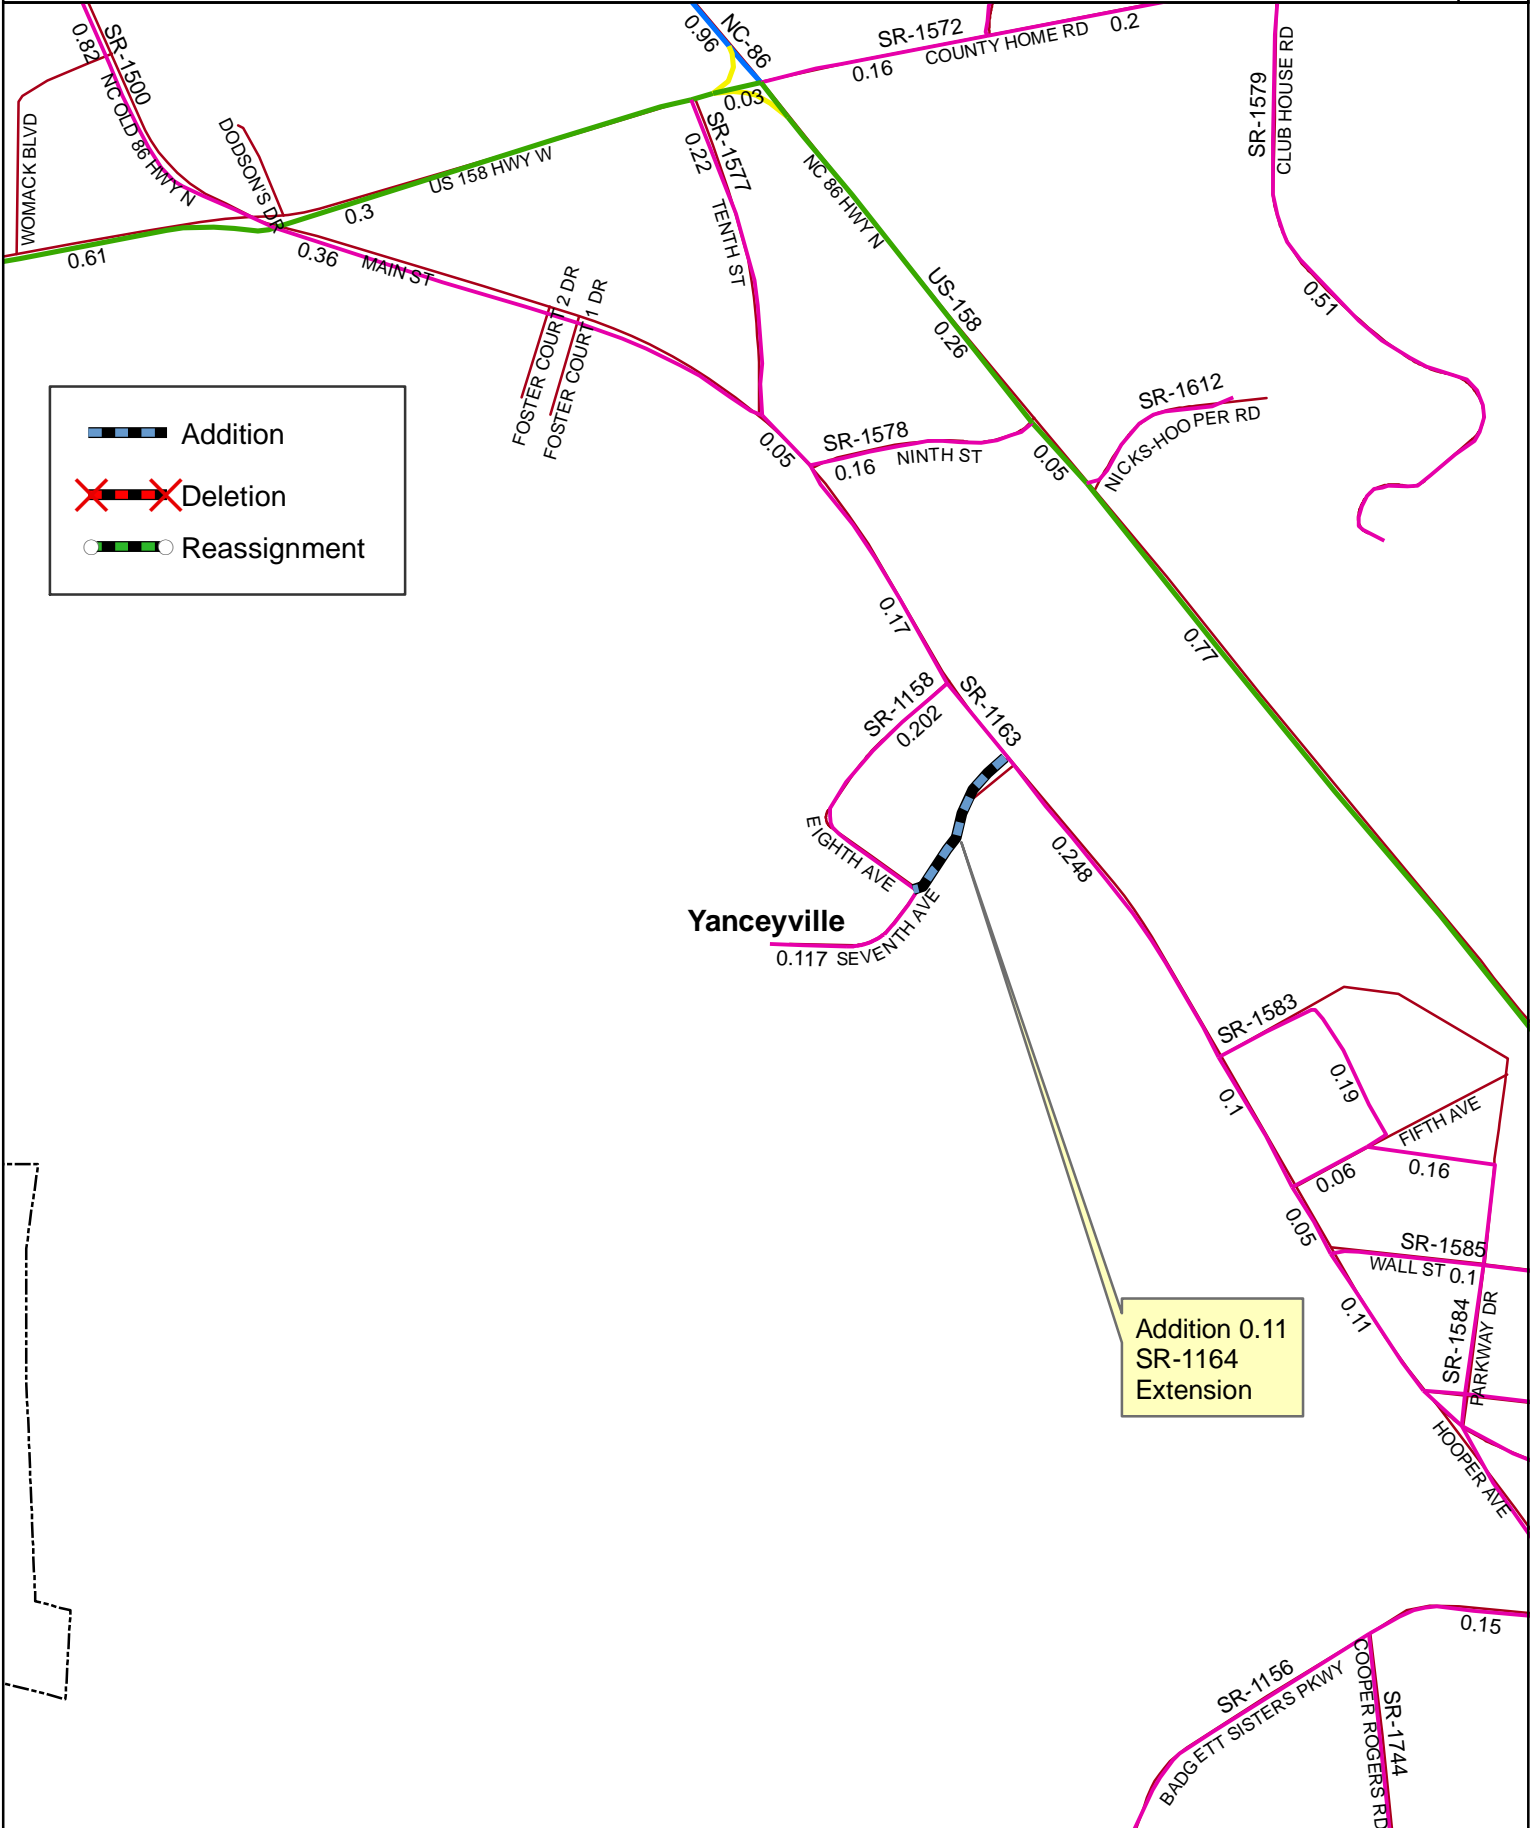 0.82
SR-1500
NC OLD 86 HWY N
WOMACK BLVD
DODSON'S DR
0.61
US 158 HWY W
0.3
0.36
MAIN ST
FOSTER COURT 2 DR
FOSTER COURT 1 DR
0.96
NC-86
0.03
SR-1572
0.16
COUNTY HOME RD
0.2
SR-1577
0.22
TENTH ST
NC 86 HWY N
US-158
0.26
SR-1579
CLUB HOUSE RD
0.51
SR-1612
NICKS-HOOPER RD
0.05
SR-1578
0.16
NINTH ST
0.05
0.77
Addition
Deletion
Reassignment
0.17
SR-1158
0.202
SR-1163
EIGHTH AVE
0.248
Yanceyville
0.117
SEVENTH AVE
SR-1583
0.19
0.1
FIFTH AVE
0.06
0.16
0.05
SR-1585
WALL ST
0.1
0.11
SR-1584
PARKWAY DR
Addition 0.11
SR-1164
Extension
HOOPER AVE
0.15
SR-1156
BADGETT SISTERS PKWY
COOPER ROGERS RD
SR-1744